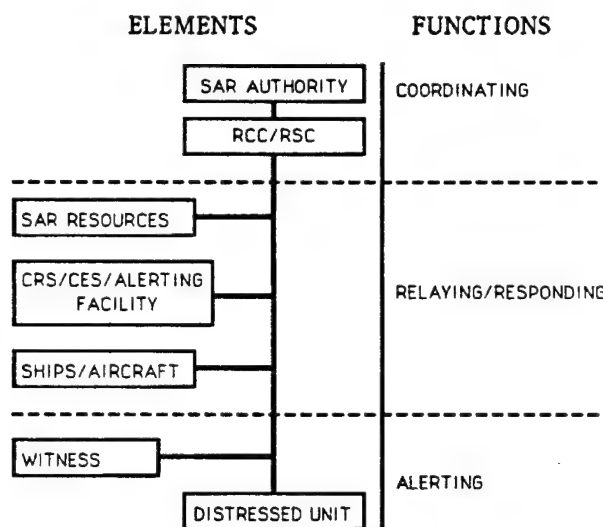 ELEMENTS FUNCTIONS
SAR AUTHORITY
COORDINATING
RCC/RSC
SAR RESOURCES
CRS/CES/ALERTING
FACILITY
RELAYING/RESPONDING
SHIPS/AIRCRAFT
WITNESS
ALERTING
DISTRESSED UNIT